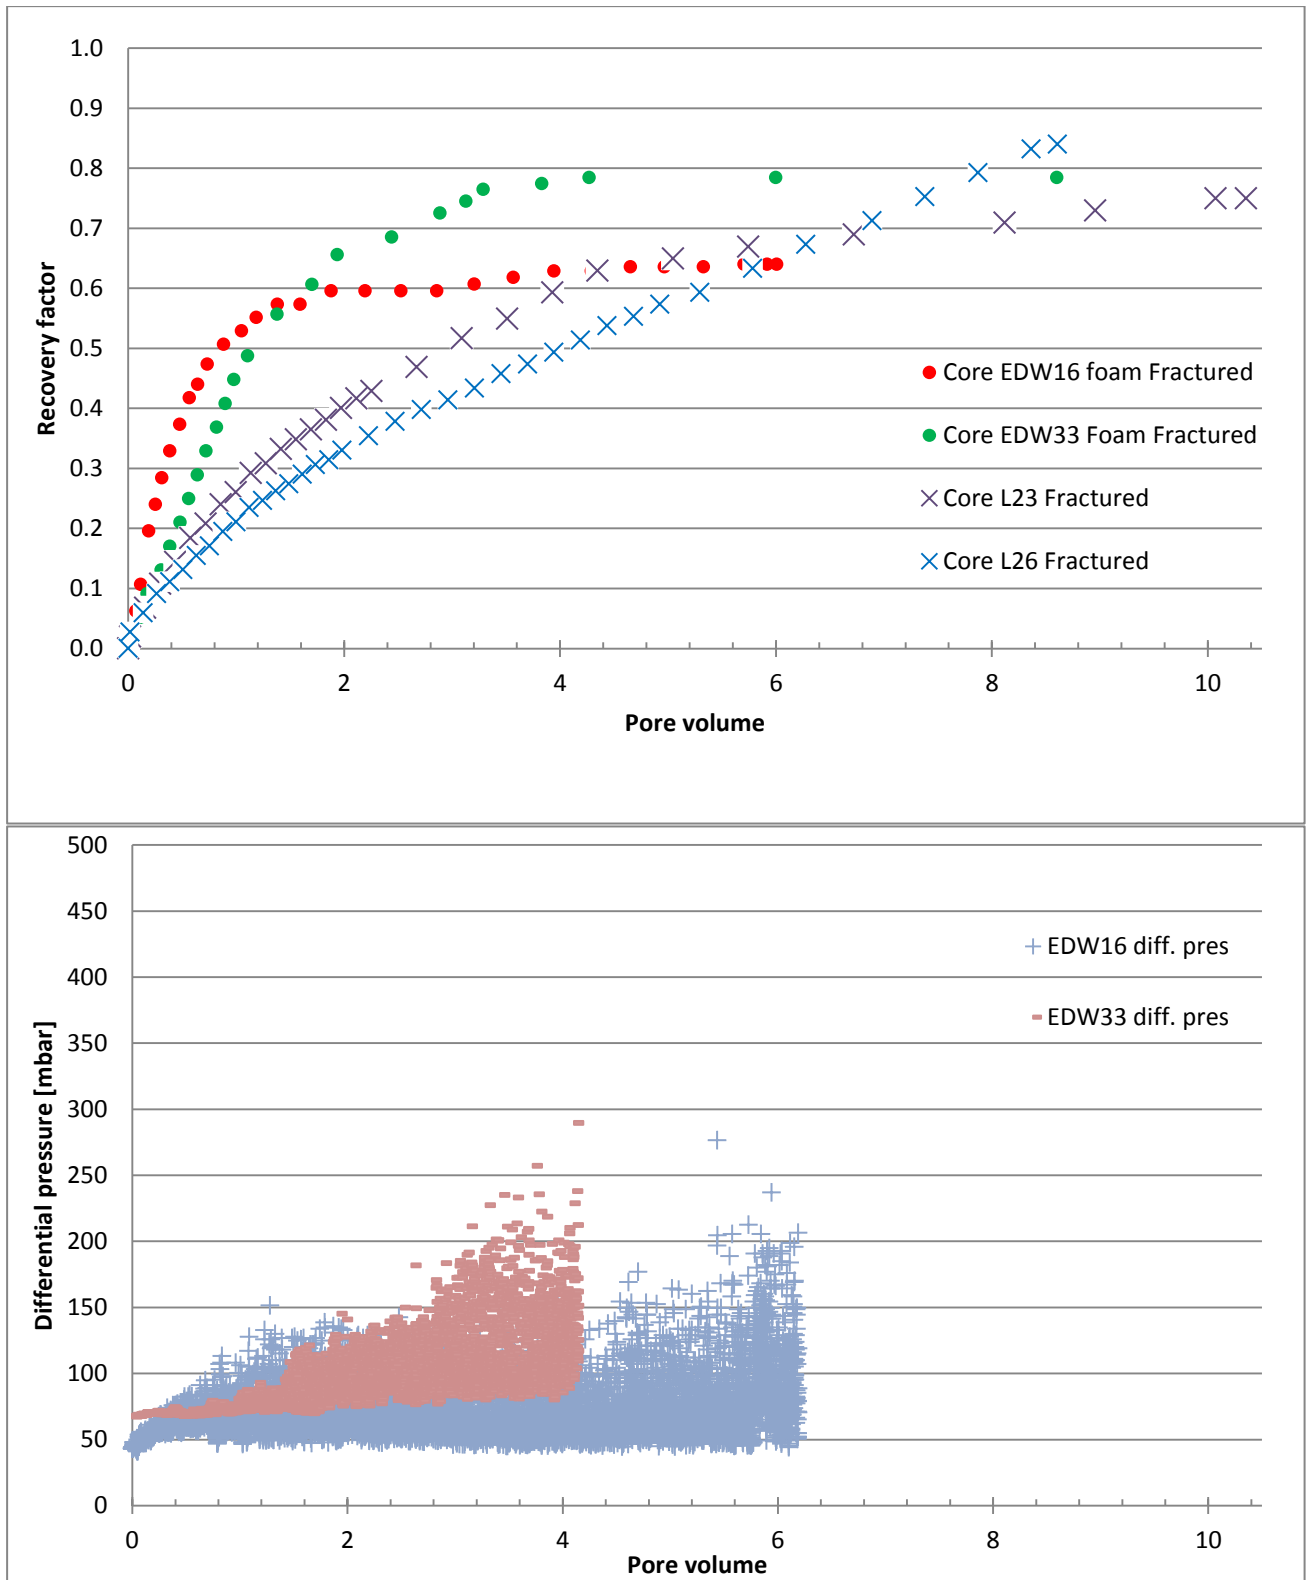 1.0
0.9
0.8
0.7
0.6
0.5
0.4
0.3
0.2
0.1
0.0
Recovery factor
Core EDW16 foam Fractured
Core EDW33 Foam Fractured
Core L23 Fractured
Core L26 Fractured
0 2 4 6 8 10
Pore volume
500
450
400
350
300
250
200
150
100
50
0
Differential pressure [mbar]
EDW16 diff. pres
EDW33 diff. pres
0 2 4 6 8 10
Pore volume